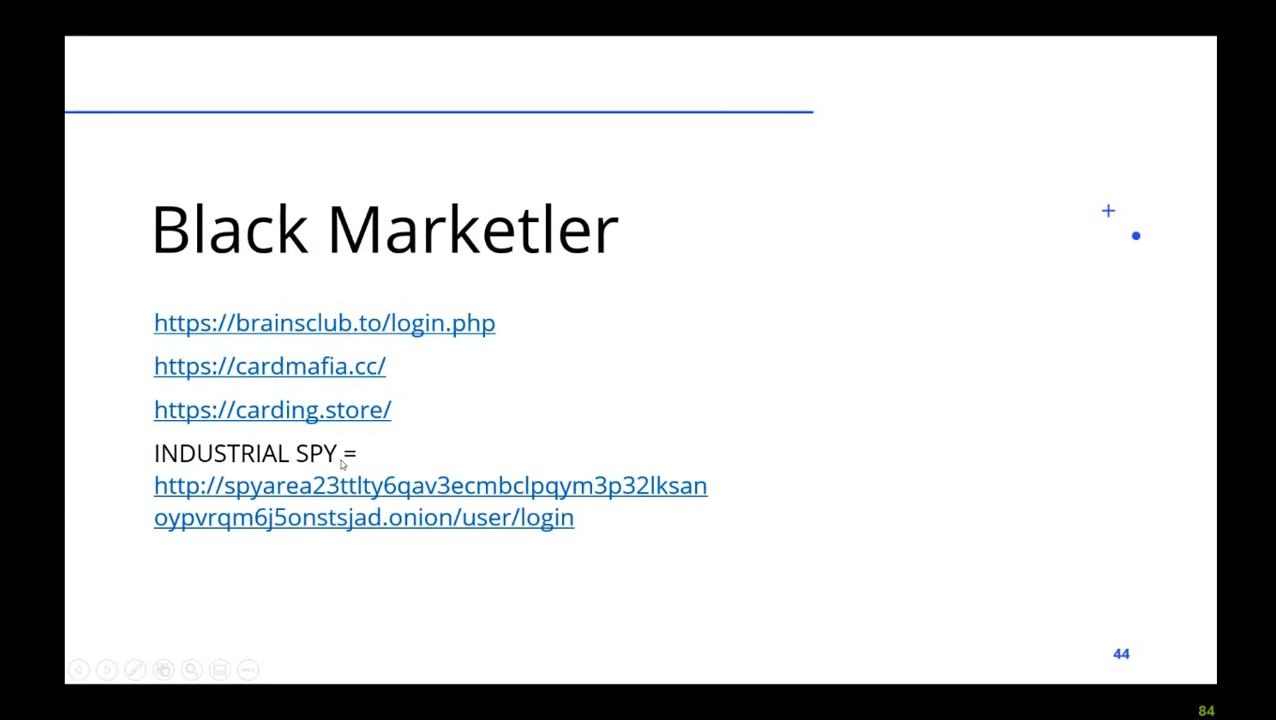 Black Marketler
https://brainsclub.to/login.php
https://cardmafia.cc/
https://carding.store/
INDUSTRIAL SPY =
http://spyarea23ttlty6qav3ecmbclpqym3p32lksan
oypvrqm6j5onstsjad.onion/user/login
44
84